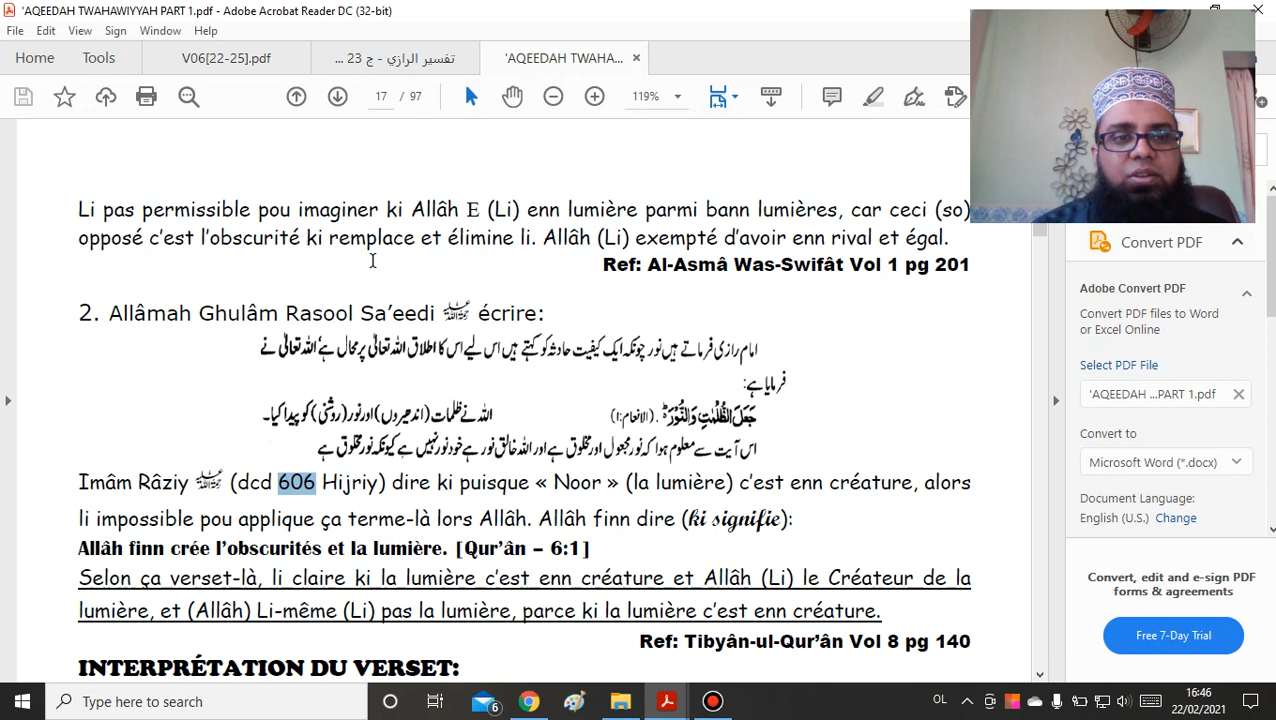 'AQEEDAH TWAHAWIYYAH PART 1.pdf - Adobe Acrobat Reader DC (32-bit)
File Edit View Sign Window Help
Home Tools V06[22-25].pdf تفسير الرازي - ج 23 ... 'AQEEDAH TWAHA...
17 / 97 119%
Li pas permissible pou imaginer ki Allâh E (Li) enn lumière parmi bann lumières, car ceci (so)
opposé c'est l'obscurité ki remplace et élimine li. Allâh (Li) exempté d'avoir enn rival et égal.
Ref: Al-Asmâ Was-Swifât Vol 1 pg 201
2. Allâmah Ghulâm Rasool Sa'eedi écrire:
امام رازی فرماتے ہیں نور چونکہ ایک کیفیت حادثہ کو کہتے ہیں اس لیے اس کا اطلاق اللہ تعالیٰ پر محال ہے' اللہ تعالیٰ نے
فرمایا ہے:
جَعَلَ الظُّلُمٰتِ وَالنُّوْرَ ؕ (الانعام:۱) اللہ نے ظلمات (اندھیروں) اور نور (روشنی) کو پیدا کیا۔
اس آیت سے معلوم ہوا کہ نور مجعول اور مخلوق ہے اور اللہ خالق نور ہے خود نور نہیں ہے کیونکہ نور مخلوق ہے
Imâm Râziy (dcd 606 Hijriy) dire ki puisque « Noor » (la lumière) c'est enn créature, alors
li impossible pou applique ça terme-là lors Allâh. Allâh finn dire (ki signifie):
Allâh finn crée l'obscurités et la lumière. [Qur'ân – 6:1]
Selon ça verset-là, li claire ki la lumière c'est enn créature et Allâh (Li) le Créateur de la
lumière, et (Allâh) Li-même (Li) pas la lumière, parce ki la lumière c'est enn créature.
Ref: Tibyân-ul-Qur'ân Vol 8 pg 140
INTERPRÉTATION DU VERSET:
Convert PDF
Adobe Convert PDF
Convert PDF files to Word
or Excel Online
Select PDF File
'AQEEDAH ...PART 1.pdf
Convert to
Microsoft Word (*.docx)
Document Language:
English (U.S.) Change
Convert, edit and e-sign PDF
forms & agreements
Free 7-Day Trial
Type here to search
6
OL
16:46
22/02/2021